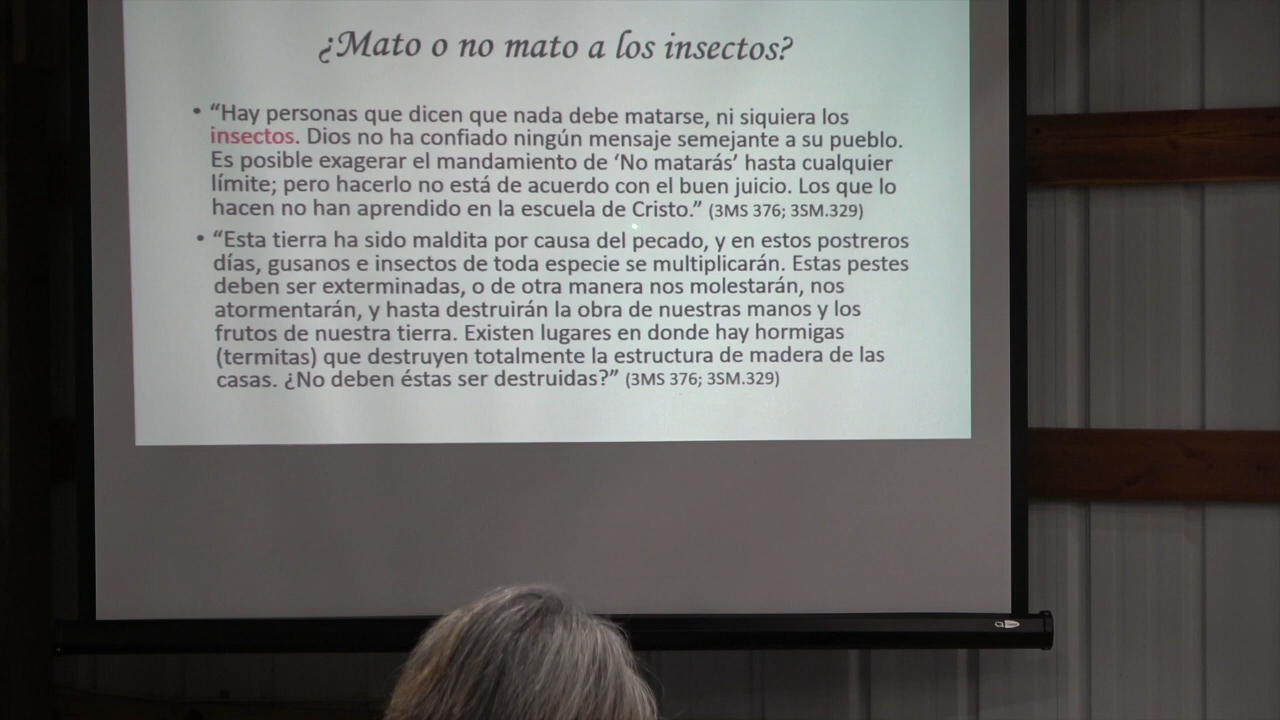 ¿Mato o no mato a los insectos?
• “Hay personas que dicen que nada debe matarse, ni siquiera los
insectos. Dios no ha confiado ningún mensaje semejante a su pueblo.
Es posible exagerar el mandamiento de ‘No matarás’ hasta cualquier
límite; pero hacerlo no está de acuerdo con el buen juicio. Los que lo
hacen no han aprendido en la escuela de Cristo.” (3MS 376; 3SM.329)
• “Esta tierra ha sido maldita por causa del pecado, y en estos postreros
días, gusanos e insectos de toda especie se multiplicarán. Estas pestes
deben ser exterminadas, o de otra manera nos molestarán, nos
atormentarán, y hasta destruirán la obra de nuestras manos y los
frutos de nuestra tierra. Existen lugares en donde hay hormigas
(termitas) que destruyen totalmente la estructura de madera de las
casas. ¿No deben éstas ser destruidas?” (3MS 376; 3SM.329)